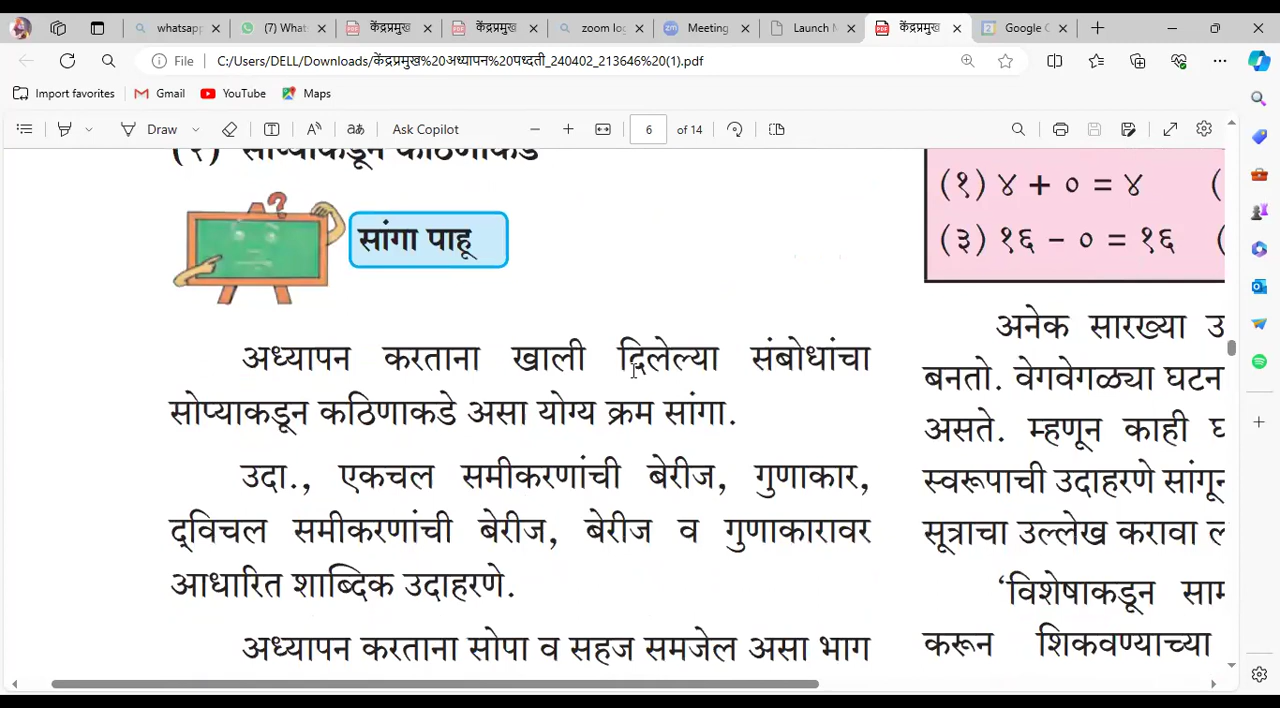 whatsapp
(7) Whats
केंद्रप्रमुख
केंद्रप्रमुख
zoom log
Meeting
Launch M
केंद्रप्रमुख
Google C
File
C:/Users/DELL/Downloads/केंद्रप्रमुख%20अध्यापन%20पध्दती_240402_213646%20(1).pdf
Import favorites
Gmail
YouTube
Maps
Draw
Ask Copilot
6
of 14
(२) सोप्याकडून काठिणाकडे
सांगा पाहू
अध्यापन करताना खाली दिलेल्या संबोधांचा
सोप्याकडून कठिणाकडे असा योग्य क्रम सांगा.
उदा., एकचल समीकरणांची बेरीज, गुणाकार,
द्विचल समीकरणांची बेरीज, बेरीज व गुणाकारावर
आधारित शाब्दिक उदाहरणे.
अध्यापन करताना सोपा व सहज समजेल असा भाग
(१) ४ + ० = ४ (
(३) १६ – ० = १६ (
अनेक सारख्या उ
बनतो. वेगवेगळ्या घटन
असते. म्हणून काही घ
स्वरूपाची उदाहरणे सांगून
सूत्राचा उल्लेख करावा ल
‘विशेषाकडून साम
करून शिकवण्याच्या